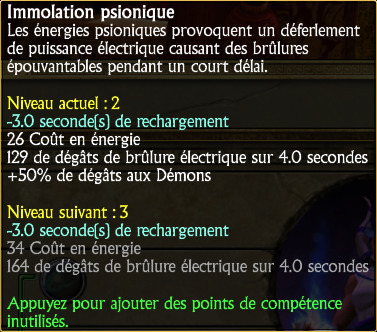 Immolation psionique
Les énergies psioniques provoquent un déferlement
de puissance électrique causant des brûlures
épouvantables pendant un court délai.
Niveau actuel : 2
-3.0 seconde(s) de rechargement
26 Coût en énergie
129 de dégâts de brûlure électrique sur 4.0 secondes
+50% de dégâts aux Démons
Niveau suivant : 3
-3.0 seconde(s) de rechargement
34 Coût en énergie
164 de dégâts de brûlure électrique sur 4.0 secondes
Appuyez pour ajouter des points de compétence
inutilisés.